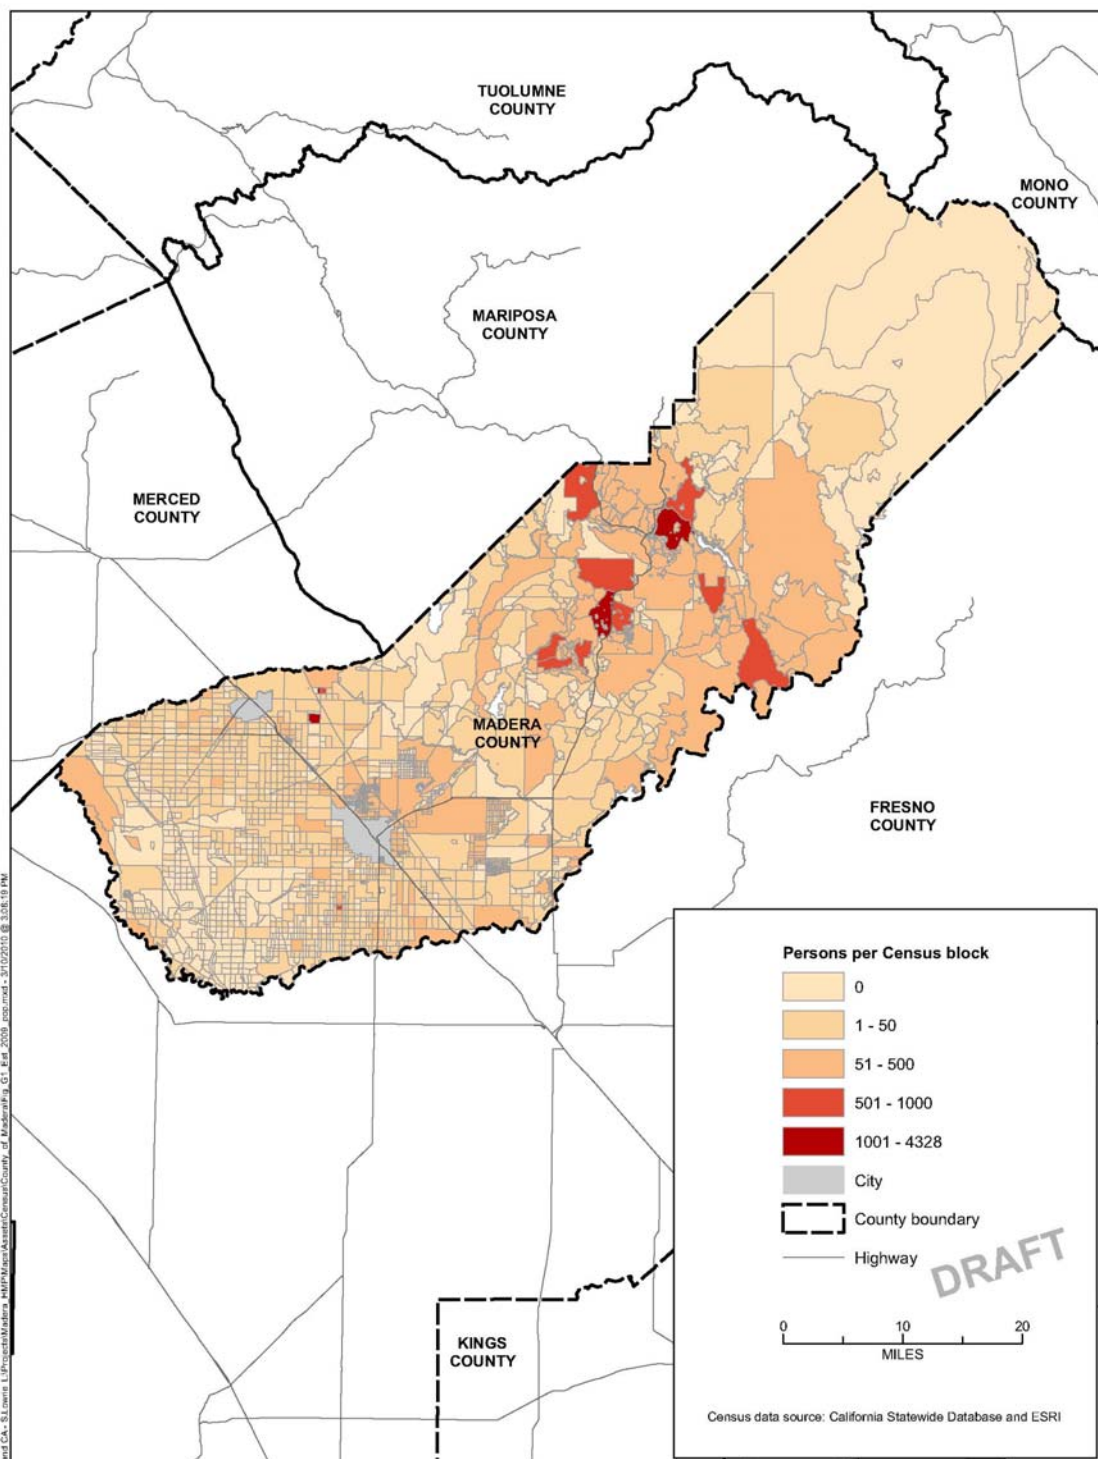 TUOLUMNE
COUNTY
MONO
COUNTY
MARIPOSA
COUNTY
MERCED
COUNTY
MADERA
COUNTY
FRESNO
COUNTY
KINGS
COUNTY
Persons per Census block
0
1 - 50
51 - 500
501 - 1000
1001 - 4328
City
County boundary
Highway
DRAFT
0 10 20
MILES
Census data source: California Statewide Database and ESRI